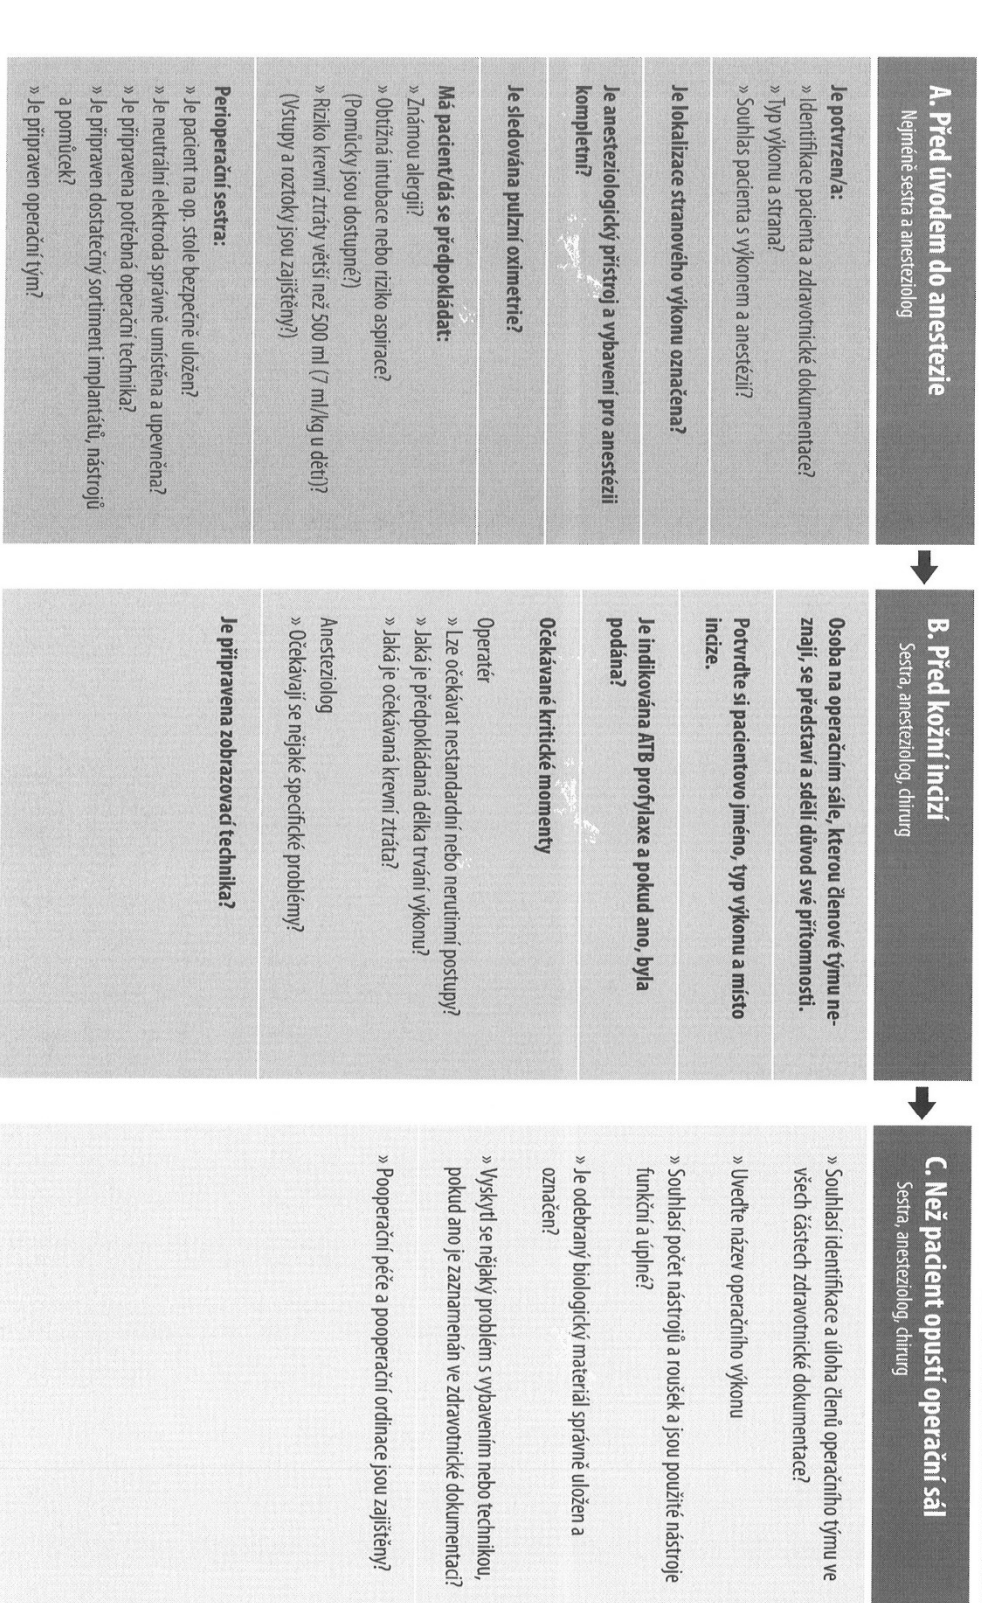 A. Před úvodem do anestezie
Nejméně sestra a anesteziolog
Je potvrzen/a:
» Identifikace pacienta a zdravotnické dokumentace?
» Typ výkonu a strana?
» Souhlas pacienta s výkonem a anestézií?
Je lokalizace stranového výkonu označena?
Je anesteziologický přístroj a vybavení pro anestézii
kompletní?
Je sledována pulzní oximetrie?
Má pacient/dá se předpokládat:
» Známou alergii?
» Obtížná intubace nebo riziko aspirace?
(Pomůcky jsou dostupné?)
» Riziko krevní ztráty větší než 500 ml (7 ml/kg u dětí)?
(Vstupy a roztoky jsou zajištěny?)
Perioperační sestra:
» Je pacient na op. stole bezpečně uložen?
» Je neutrální elektroda správně umístěna a upevněna?
» Je připravena potřebná operační technika?
» Je připraven dostatečný sortiment implantátů, nástrojů
a pomůcek?
» Je připraven operační tým?
B. Před kožní incizí
Sestra, anesteziolog, chirurg
Osoba na operačním sále, kterou členové týmu ne-
znají, se představí a sdělí důvod své přítomnosti.
Potvrďte si pacientovo jméno, typ výkonu a místo
incize.
Je indikována ATB profylaxe a pokud ano, byla
podána?
Očekávané kritické momenty
Operatér
» Lze očekávat nestandardní nebo nerutinní postupy?
» Jaká je předpokládaná délka trvání výkonu?
» Jaká je očekávaná krevní ztráta?
Anesteziolog
» Očekávají se nějaké specifické problémy?
Je připravena zobrazovací technika?
C. Než pacient opustí operační sál
Sestra, anesteziolog, chirurg
» Souhlasí identifikace a úloha členů operačního týmu ve
všech částech zdravotnické dokumentace?
» Uveďte název operačního výkonu
» Souhlasí počet nástrojů a roušek a jsou použité nástroje
funkční a úplné?
» Je odebraný biologický materiál správně uložen a
označen?
» Vyskytl se nějaký problém s vybavením nebo technikou,
pokud ano je zaznamenán ve zdravotnické dokumentaci?
» Pooperační péče a pooperační ordinace jsou zajištěny?